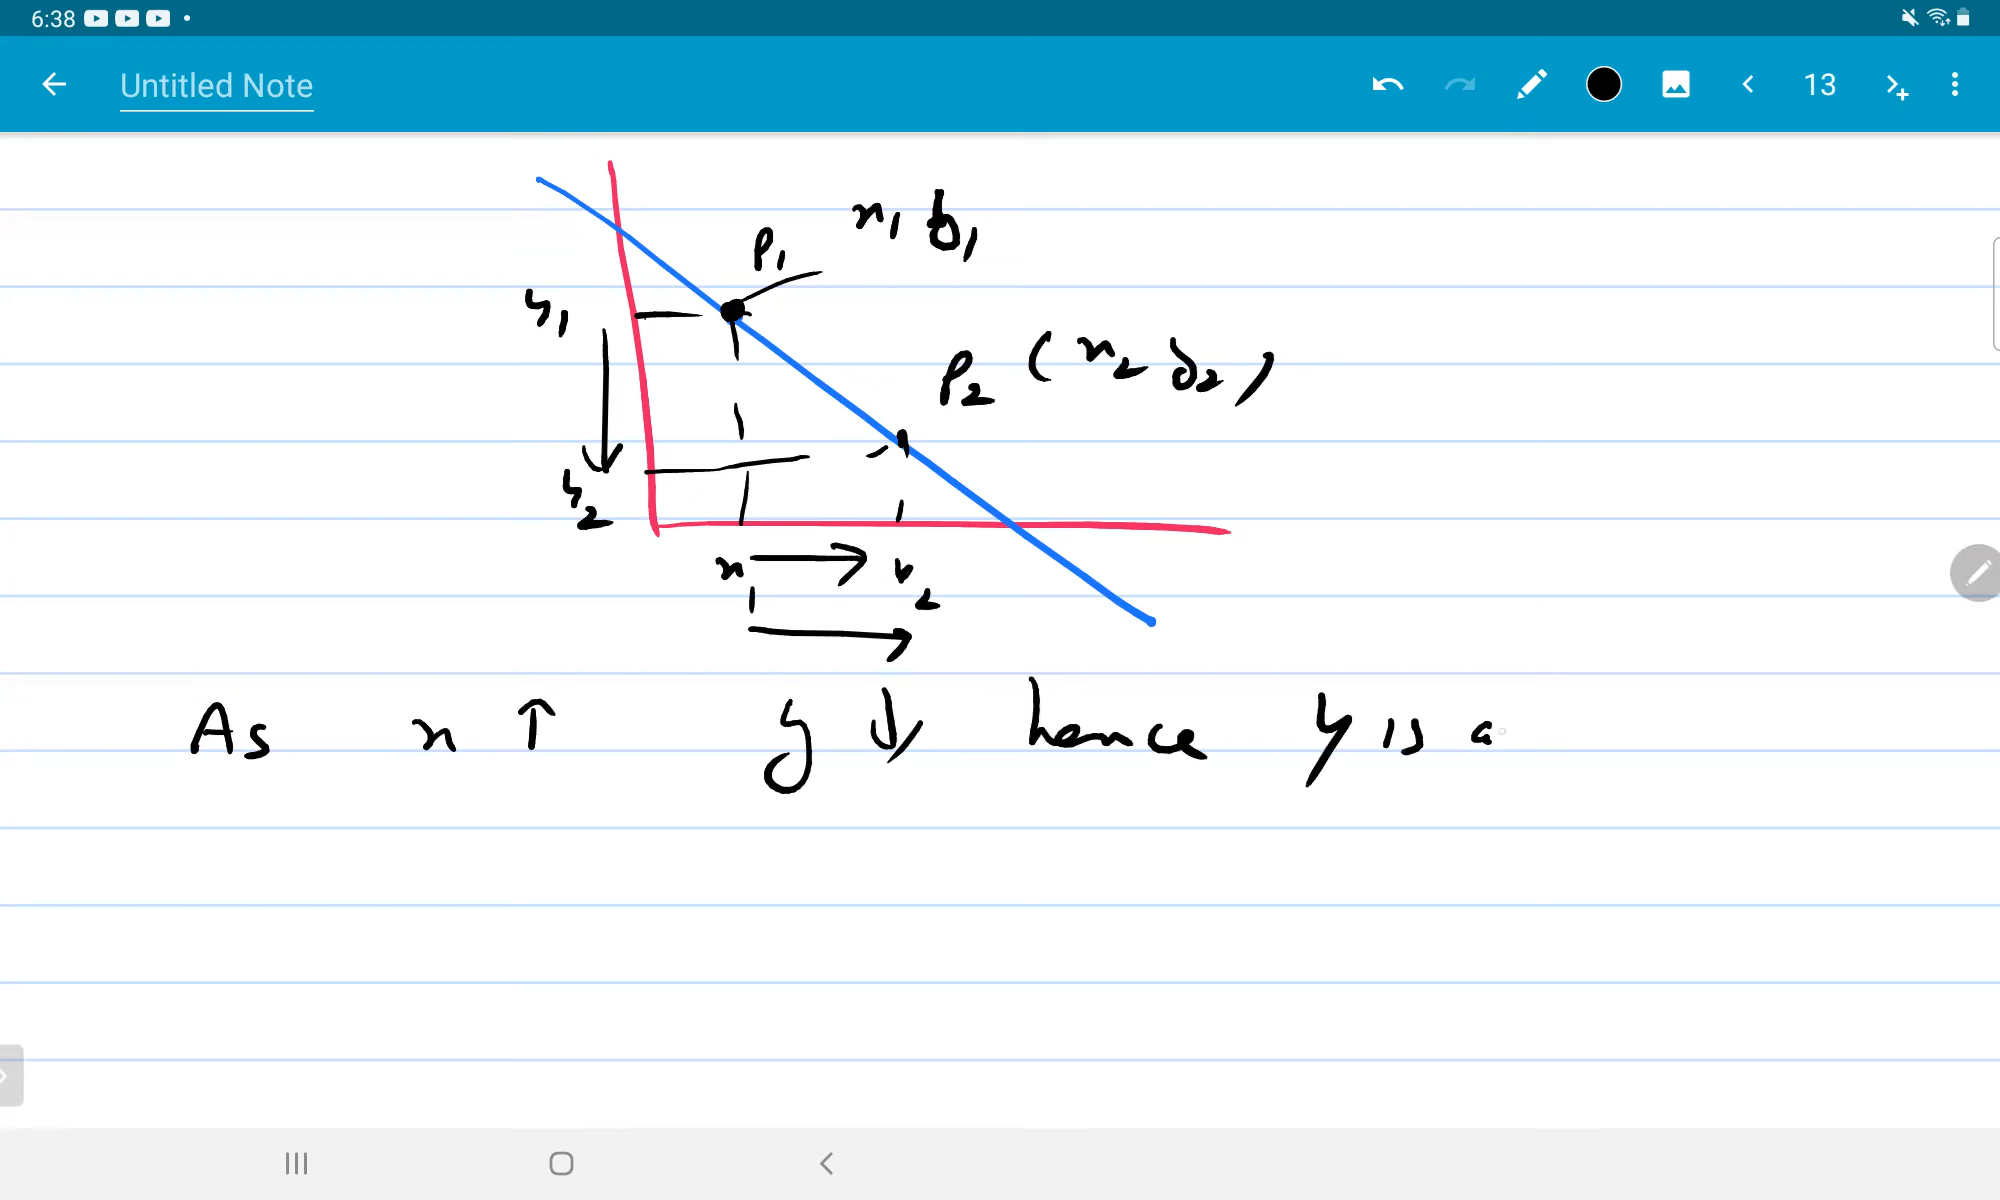 6:38
Untitled Note
13
x₁ y₁
P₁
y₁
P₂ (x₂ y₂)
y₂
x₁ x₂
As x ↑ y ↓ hence y is a